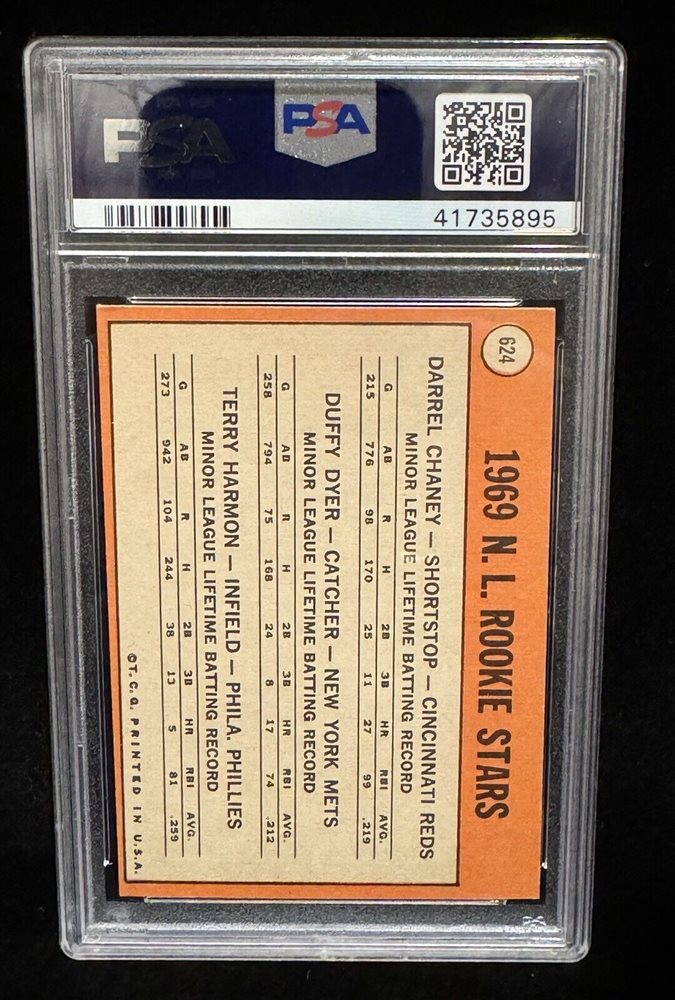 PSA
PSA
41735895
624
1969 N. L. ROOKIE STARS
DARREL CHANEY — SHORTSTOP — CINCINNATI REDS
MINOR LEAGUE LIFETIME BATTING RECORD
G AB R H 2B 3B HR RBI AVG.
215 776 98 170 25 11 27 99 .219
DUFFY DYER — CATCHER — NEW YORK METS
MINOR LEAGUE LIFETIME BATTING RECORD
G AB R H 2B 3B HR RBI AVG.
258 794 75 168 24 8 17 74 .212
TERRY HARMON — INFIELD — PHILA. PHILLIES
MINOR LEAGUE LIFETIME BATTING RECORD
G AB R H 2B 3B HR RBI AVG.
273 942 104 244 38 13 5 81 .259
©T. C. G. PRINTED IN U. S. A.